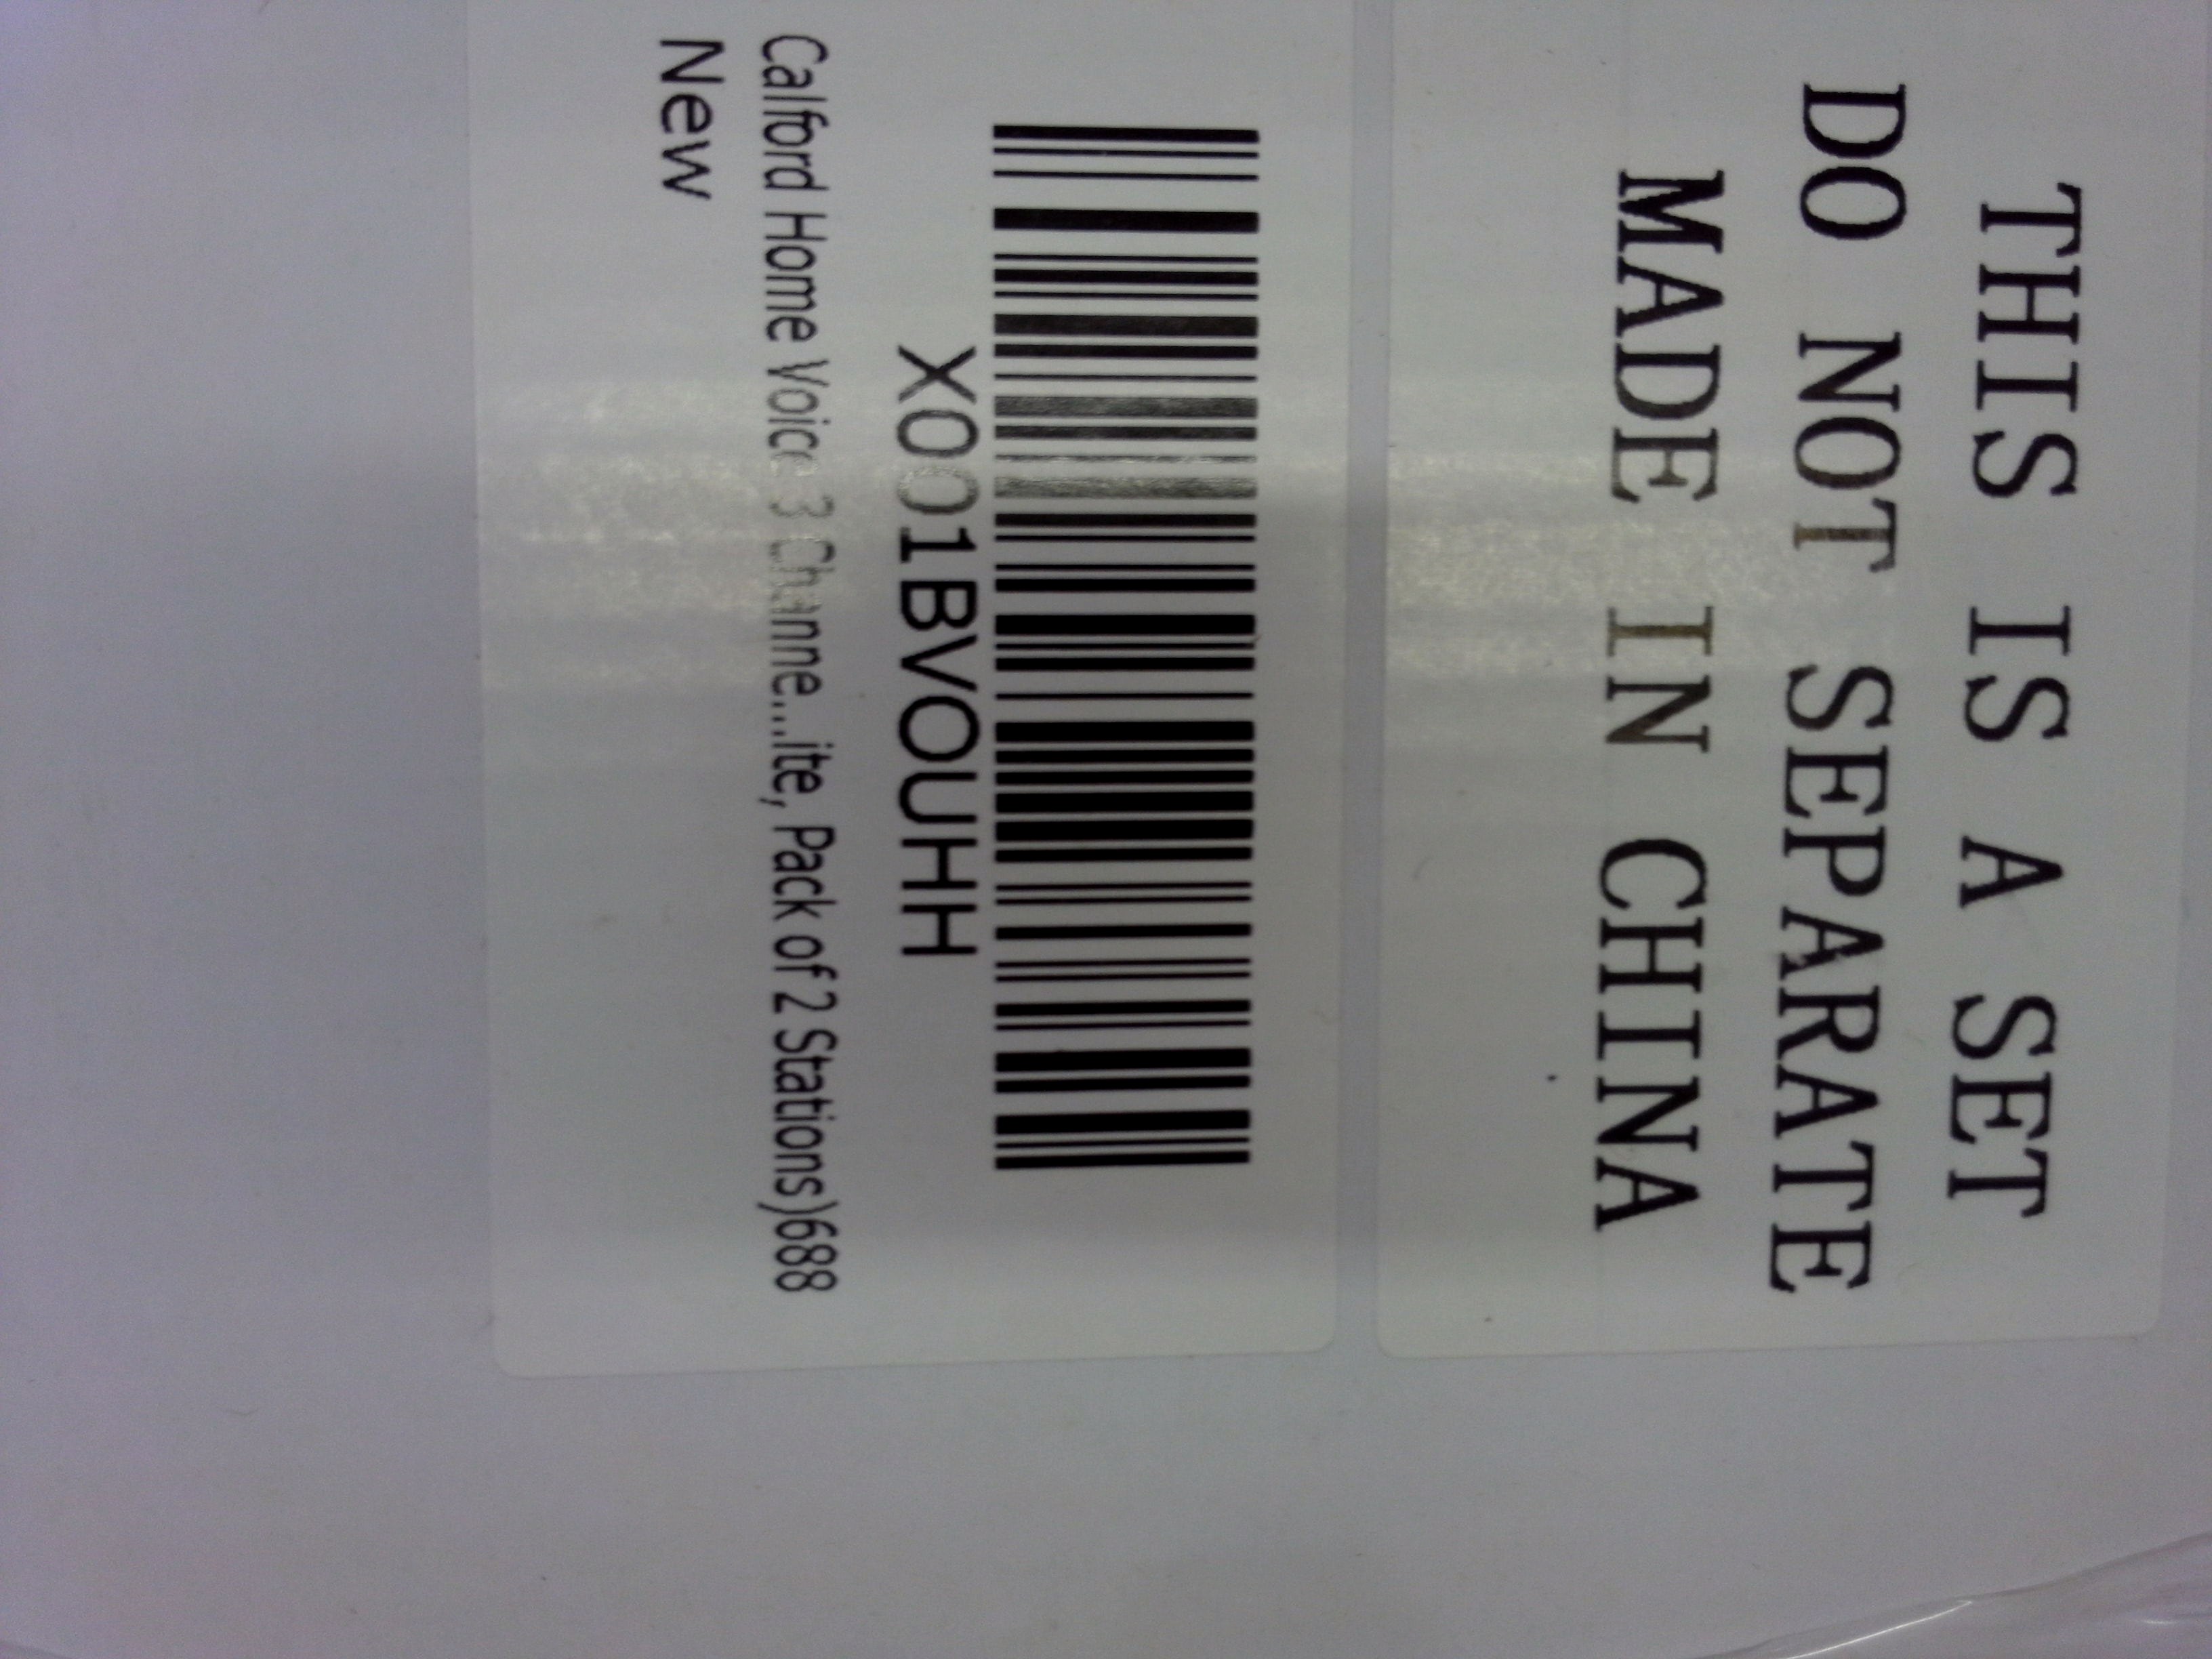 THIS IS A SET
DO NOT SEPARATE
MADE IN CHINA
X001BVOUHH
Calford Home Voice 3 Channe...ite, Pack of 2 Stations)688
New